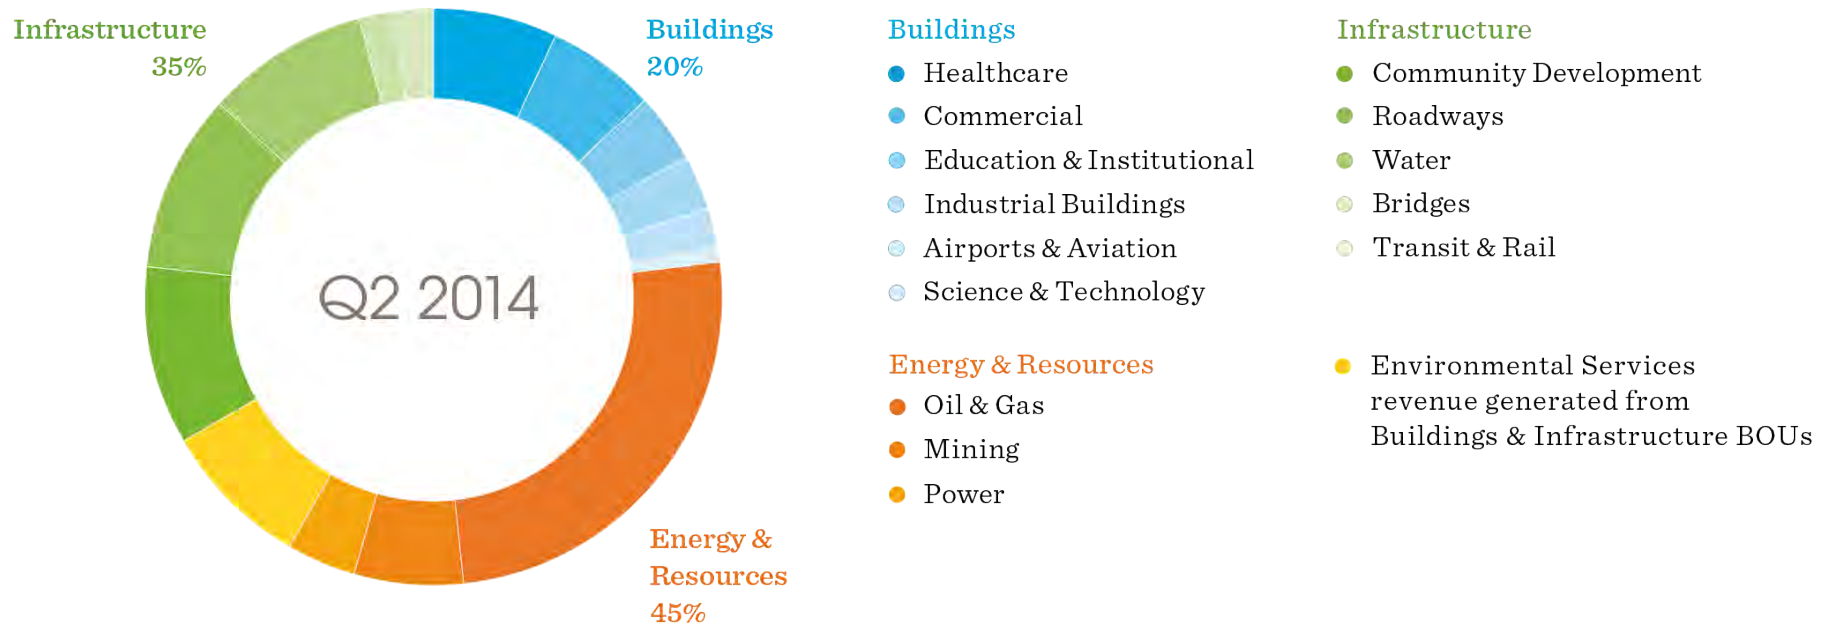 Infrastructure
35%
Buildings
20%
Q2 2014
Energy &
Resources
45%
Buildings
Healthcare
Commercial
Education & Institutional
Industrial Buildings
Airports & Aviation
Science & Technology
Energy & Resources
Oil & Gas
Mining
Power
Infrastructure
Community Development
Roadways
Water
Bridges
Transit & Rail
Environmental Services
revenue generated from
Buildings & Infrastructure BOUs